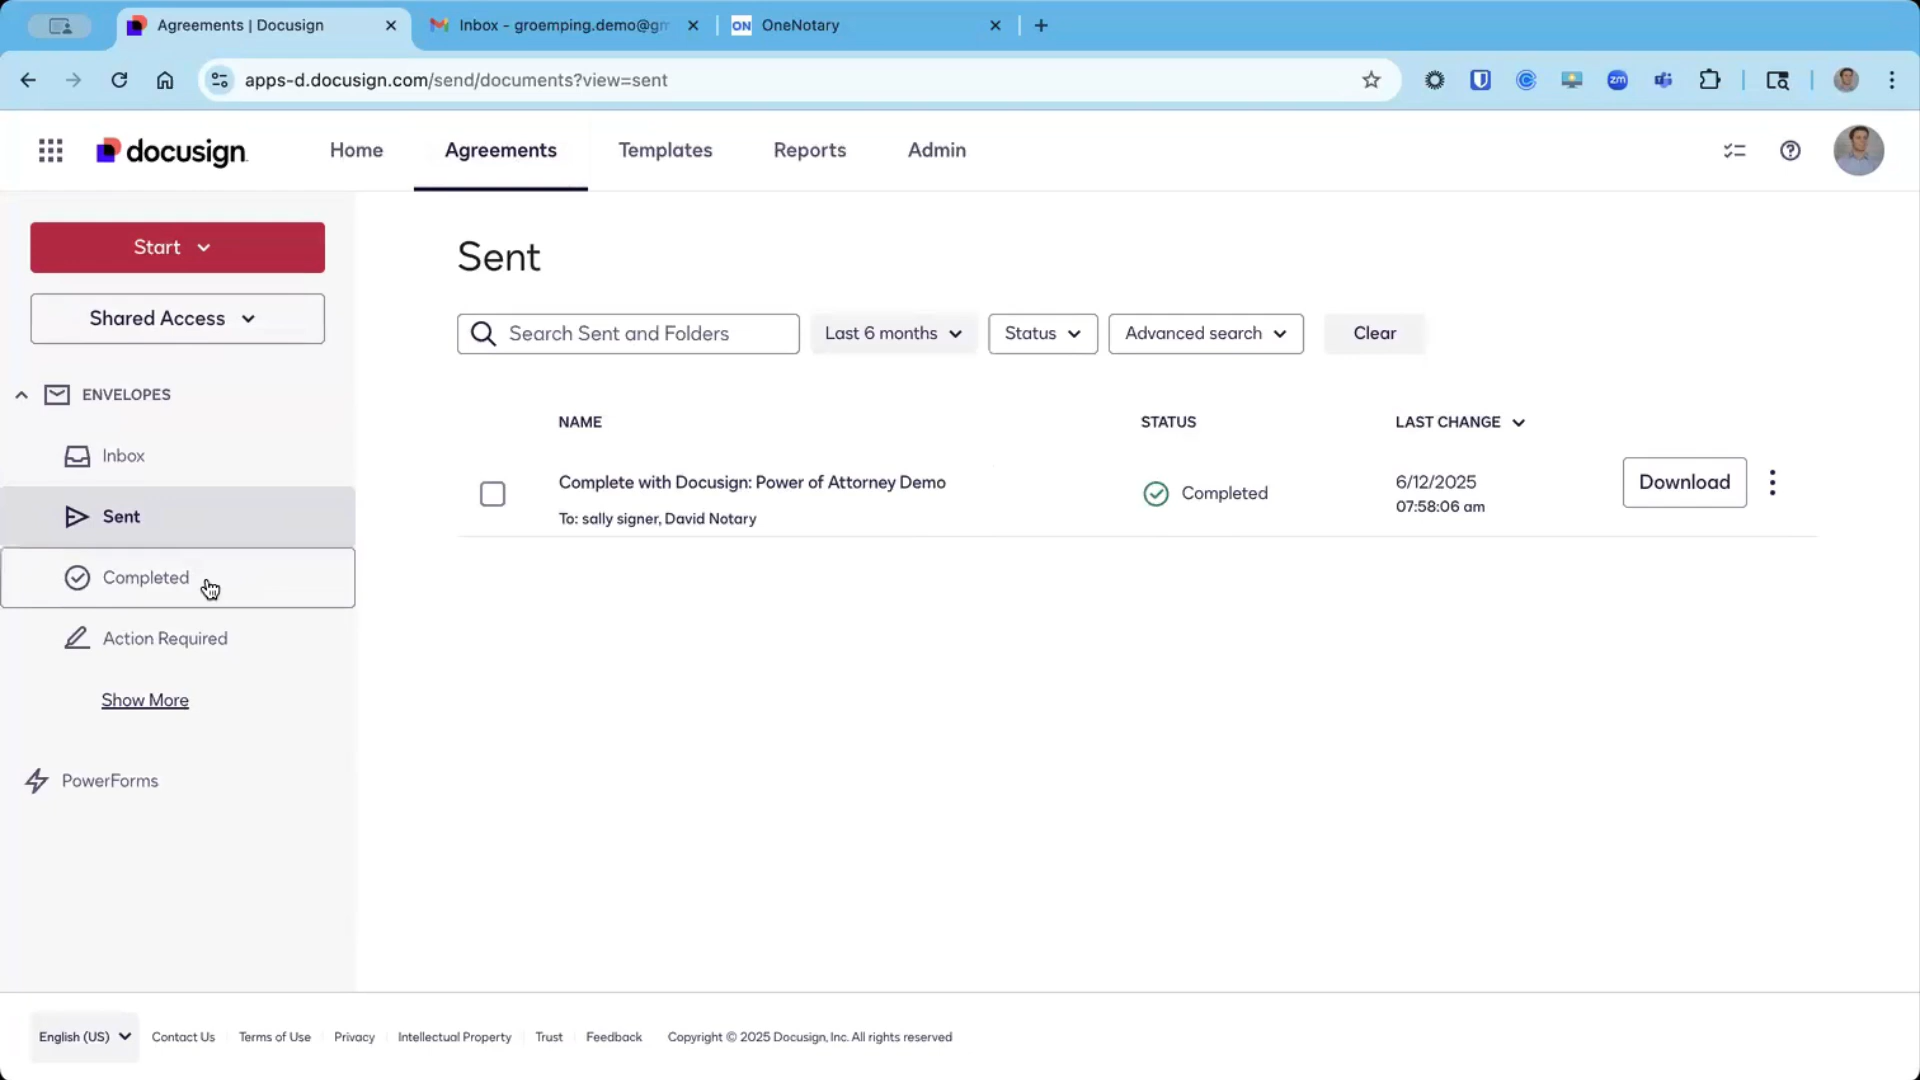 Agreements | Docusign
Inbox - groemping.demo@gm
ON OneNotary
apps-d.docusign.com/send/documents?view=sent
zm
docusign
Home
Agreements
Templates
Reports
Admin
Start
Shared Access
ENVELOPES
Inbox
Sent
Completed
Action Required
Show More
PowerForms
Sent
Search Sent and Folders
Last 6 months
Status
Advanced search
Clear
NAME
STATUS
LAST CHANGE
Complete with Docusign: Power of Attorney Demo
To: sally signer, David Notary
Completed
6/12/2025
07:58:06 am
Download
English (US)
Contact Us
Terms of Use
Privacy
Intellectual Property
Trust
Feedback
Copyright © 2025 Docusign, Inc. All rights reserved